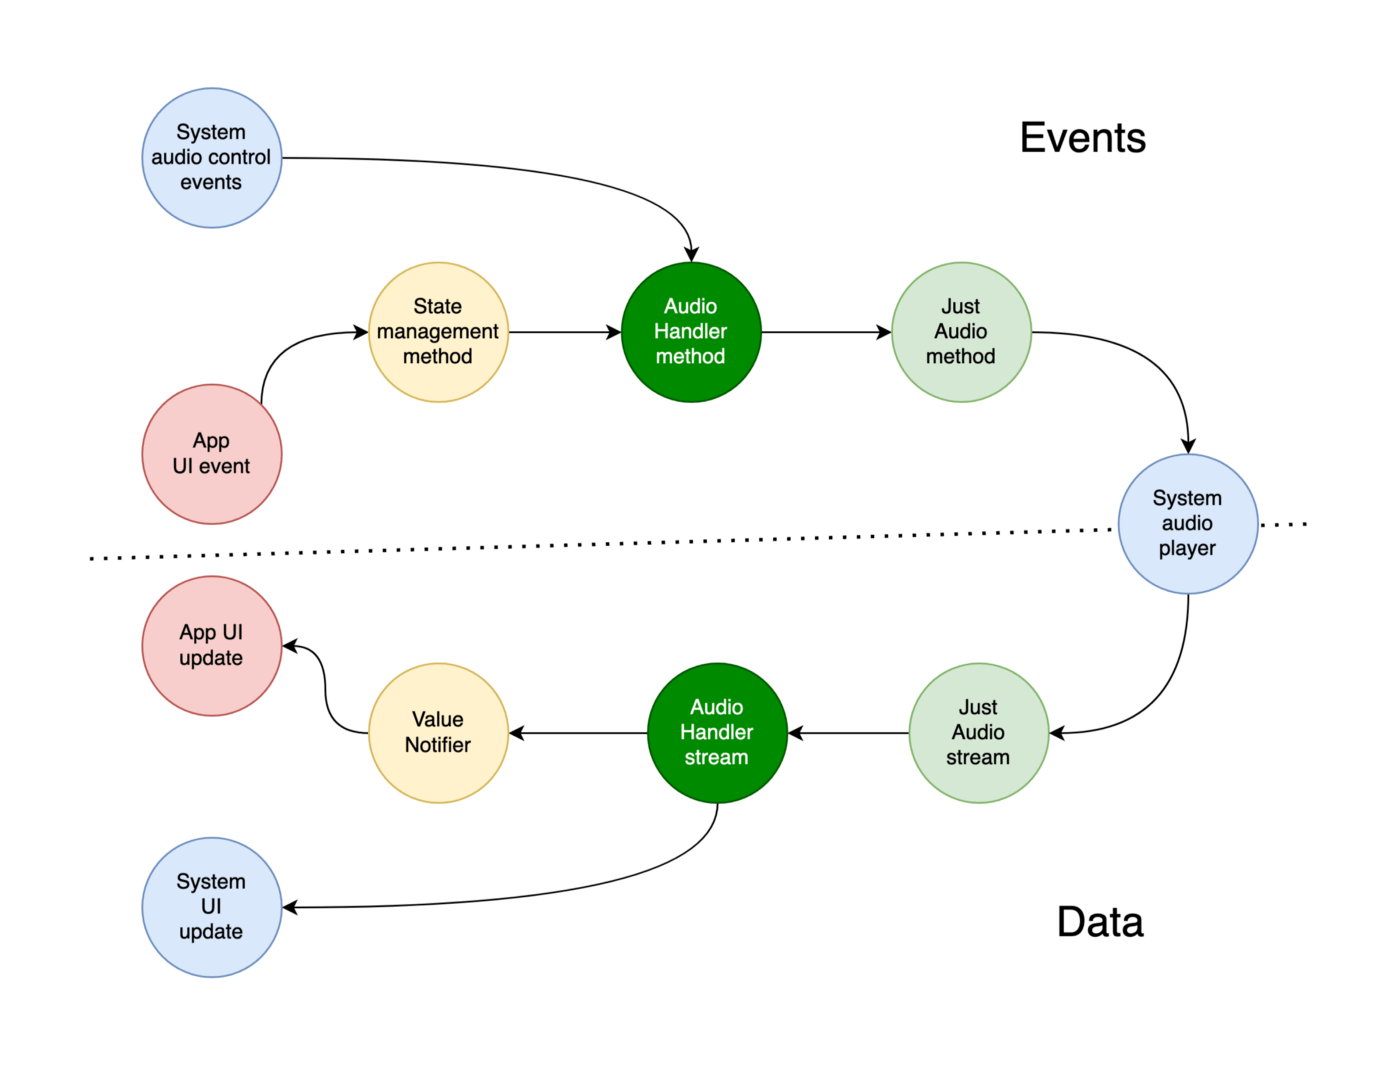 System
audio control
events
Events
State
management
method
Audio
Handler
method
Just
Audio
method
App
UI event
System
audio
player
App UI
update
Value
Notifier
Audio
Handler
stream
Just
Audio
stream
System
UI
update
Data